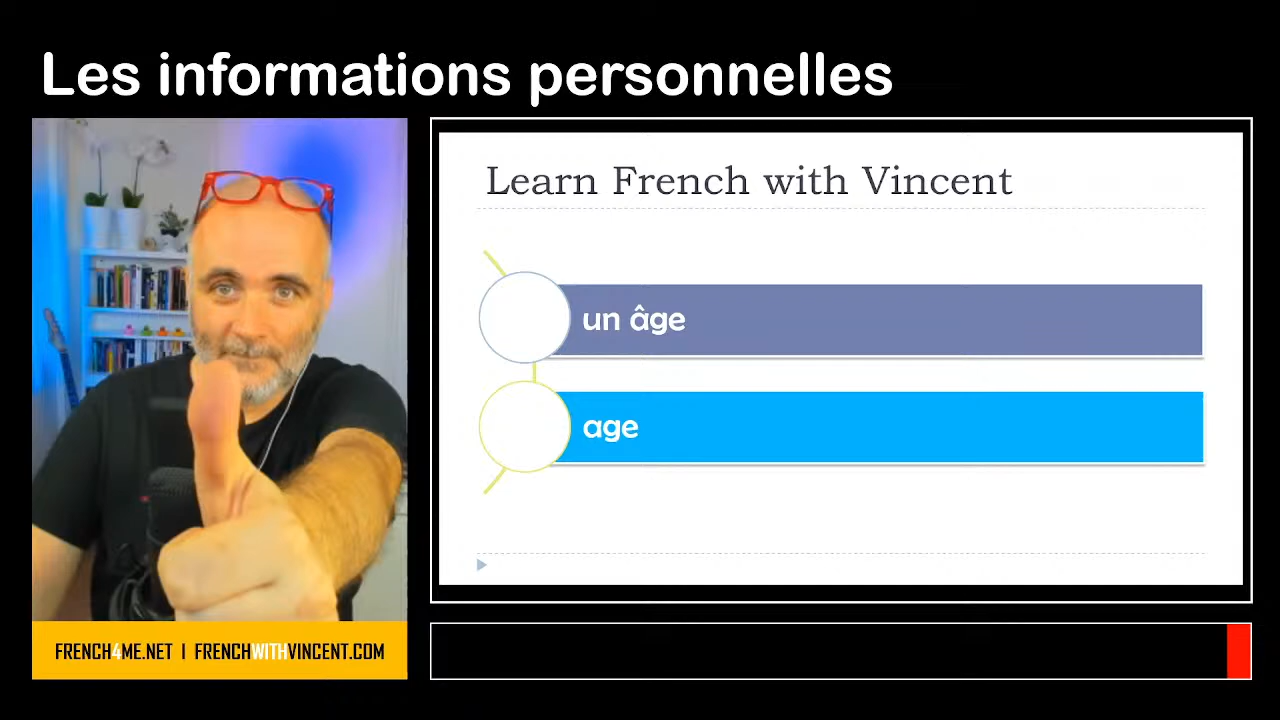 Les informations personnelles
Learn French with Vincent
un âge
age
FRENCH4ME.NET I FRENCHWITHVINCENT.COM